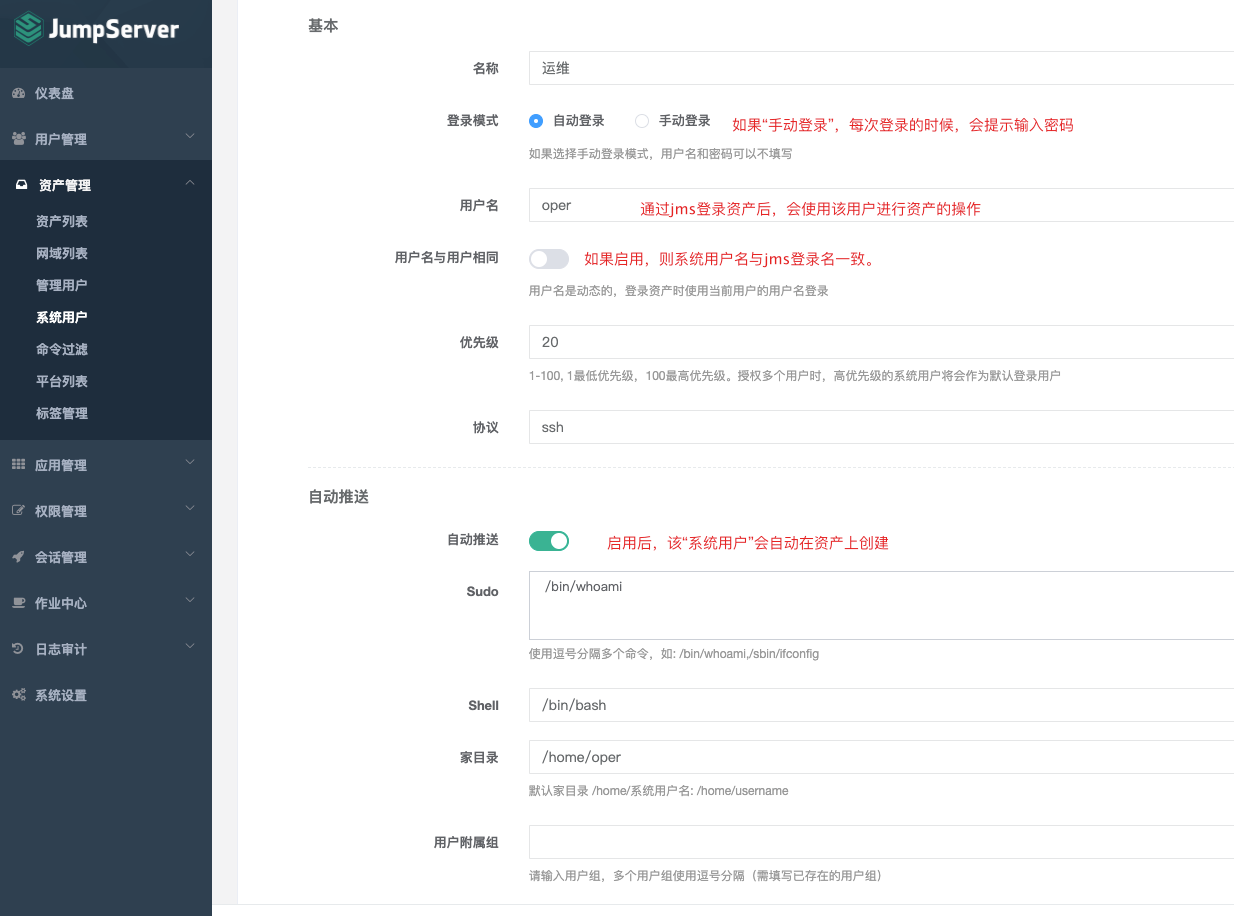 JumpServer
仪表盘
用户管理
资产管理
资产列表
网域列表
管理用户
系统用户
命令过滤
平台列表
标签管理
应用管理
权限管理
会话管理
作业中心
日志审计
系统设置
基本
名称 运维
登录模式 自动登录 手动登录 如果“手动登录”，每次登录的时候，会提示输入密码
如果选择手动登录模式，用户名和密码可以不填写
用户名 oper 通过jms登录资产后，会使用该用户进行资产的操作
用户名与用户相同 如果启用，则系统用户名与jms登录名一致。
用户名是动态的，登录资产时使用当前用户的用户名登录
优先级 20
1-100, 1最低优先级，100最高优先级。授权多个用户时，高优先级的系统用户将会作为默认登录用户
协议 ssh
自动推送
自动推送 启用后，该“系统用户”会自动在资产上创建
Sudo /bin/whoami
使用逗号分隔多个命令，如: /bin/whoami,/sbin/ifconfig
Shell /bin/bash
家目录 /home/oper
默认家目录 /home/系统用户名: /home/username
用户附属组
请输入用户组，多个用户组使用逗号分隔（需填写已存在的用户组）